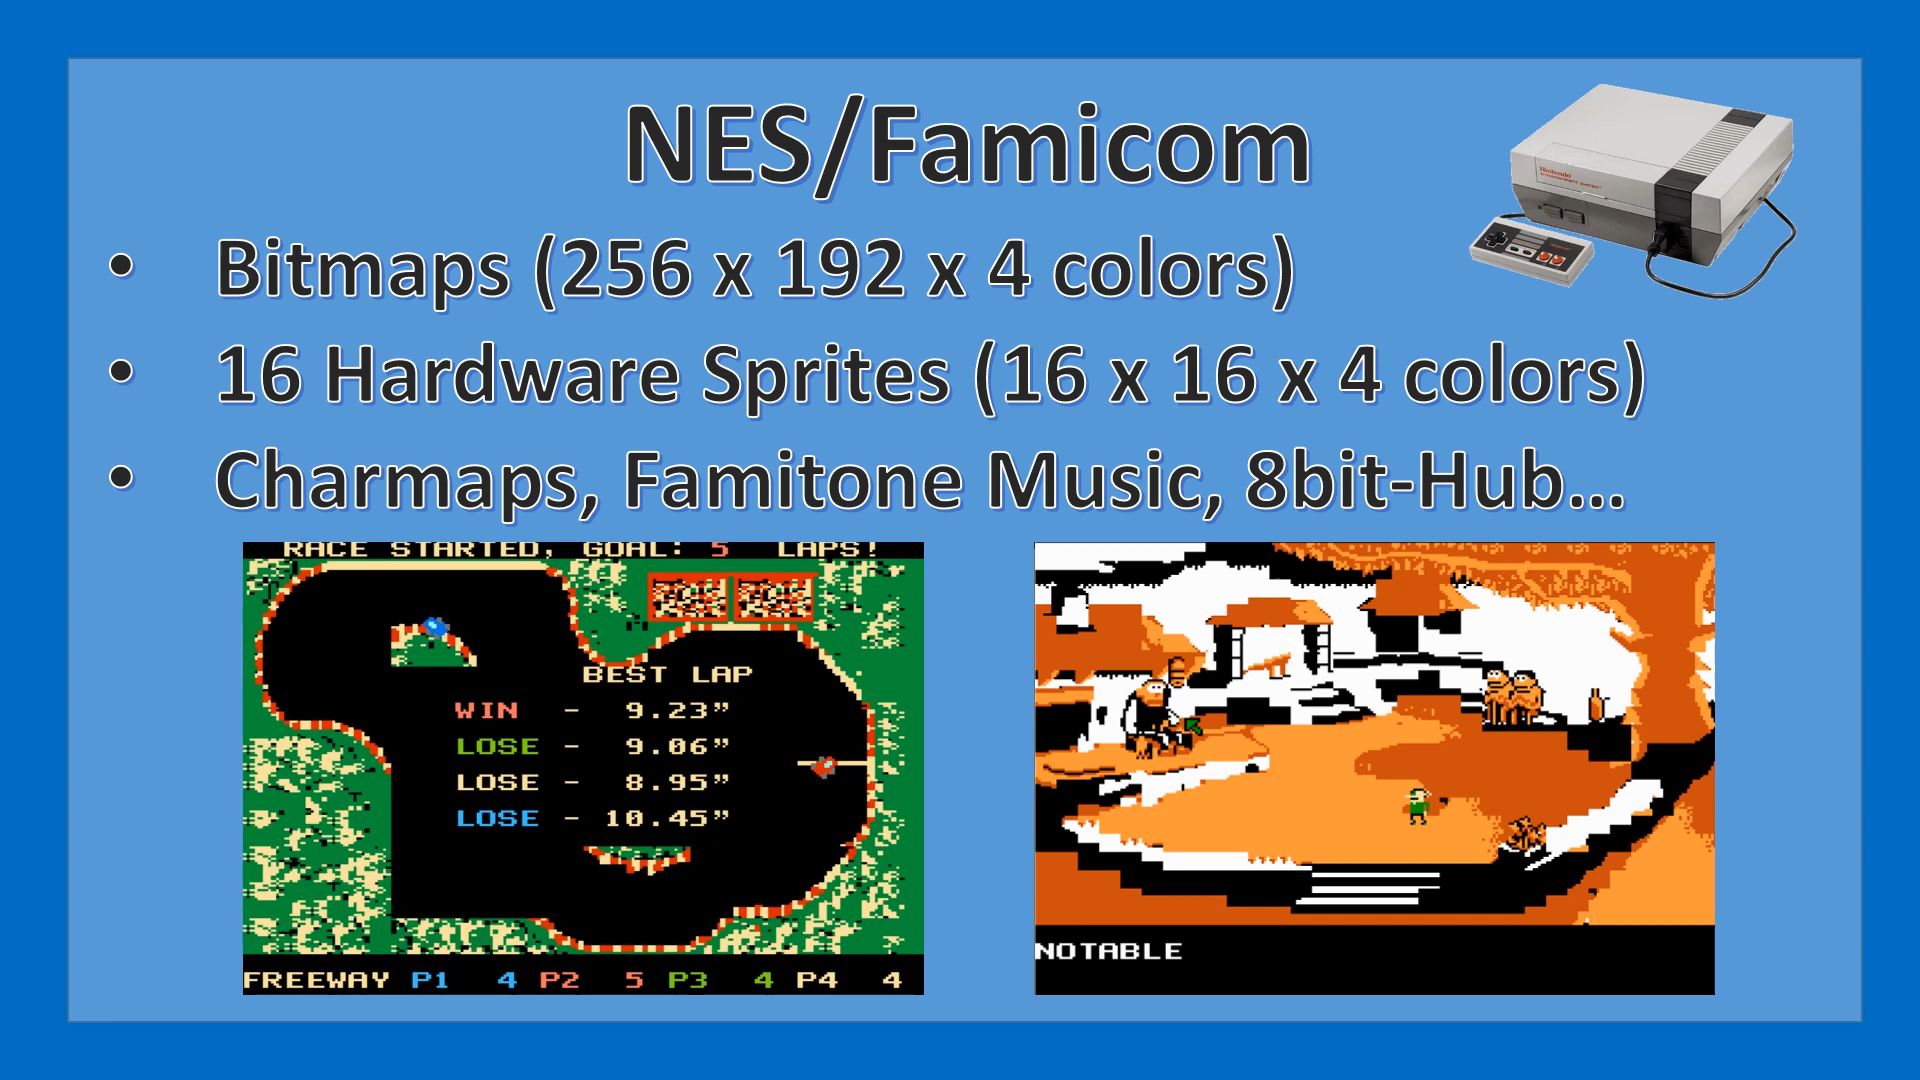 NES/Famicom
Nintendo
• Bitmaps (256 x 192 x 4 colors)
• 16 Hardware Sprites (16 x 16 x 4 colors)
• Charmaps, Famitone Music, 8bit-Hub...
RACE STARTED, GOAL: 5 LAPS!
BEST LAP
WIN - 9.23"
LOSE - 9.06"
LOSE - 8.95"
LOSE - 10.45"
FREEWAY P1 4 P2 5 P3 4 P4 4
NOTABLE